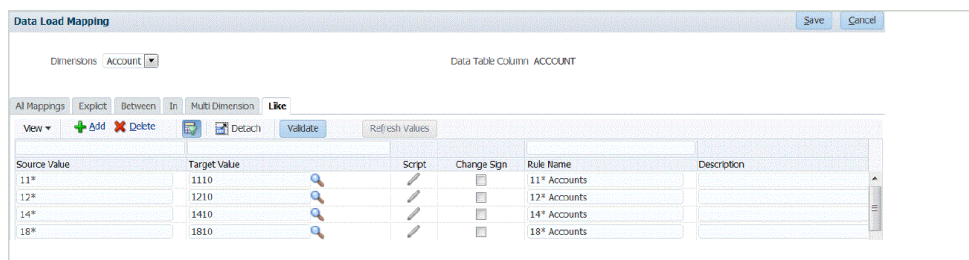 Data Load Mapping Save Cancel
Dimensions Account Data Table Column ACCOUNT
All Mappings Explicit Between In Multi Dimension Like
View Add Delete Detach Validate Refresh Values
Source Value Target Value Script Change Sign Rule Name Description
11* 1110 11* Accounts
12* 1210 12* Accounts
14* 1410 14* Accounts
18* 1810 18* Accounts